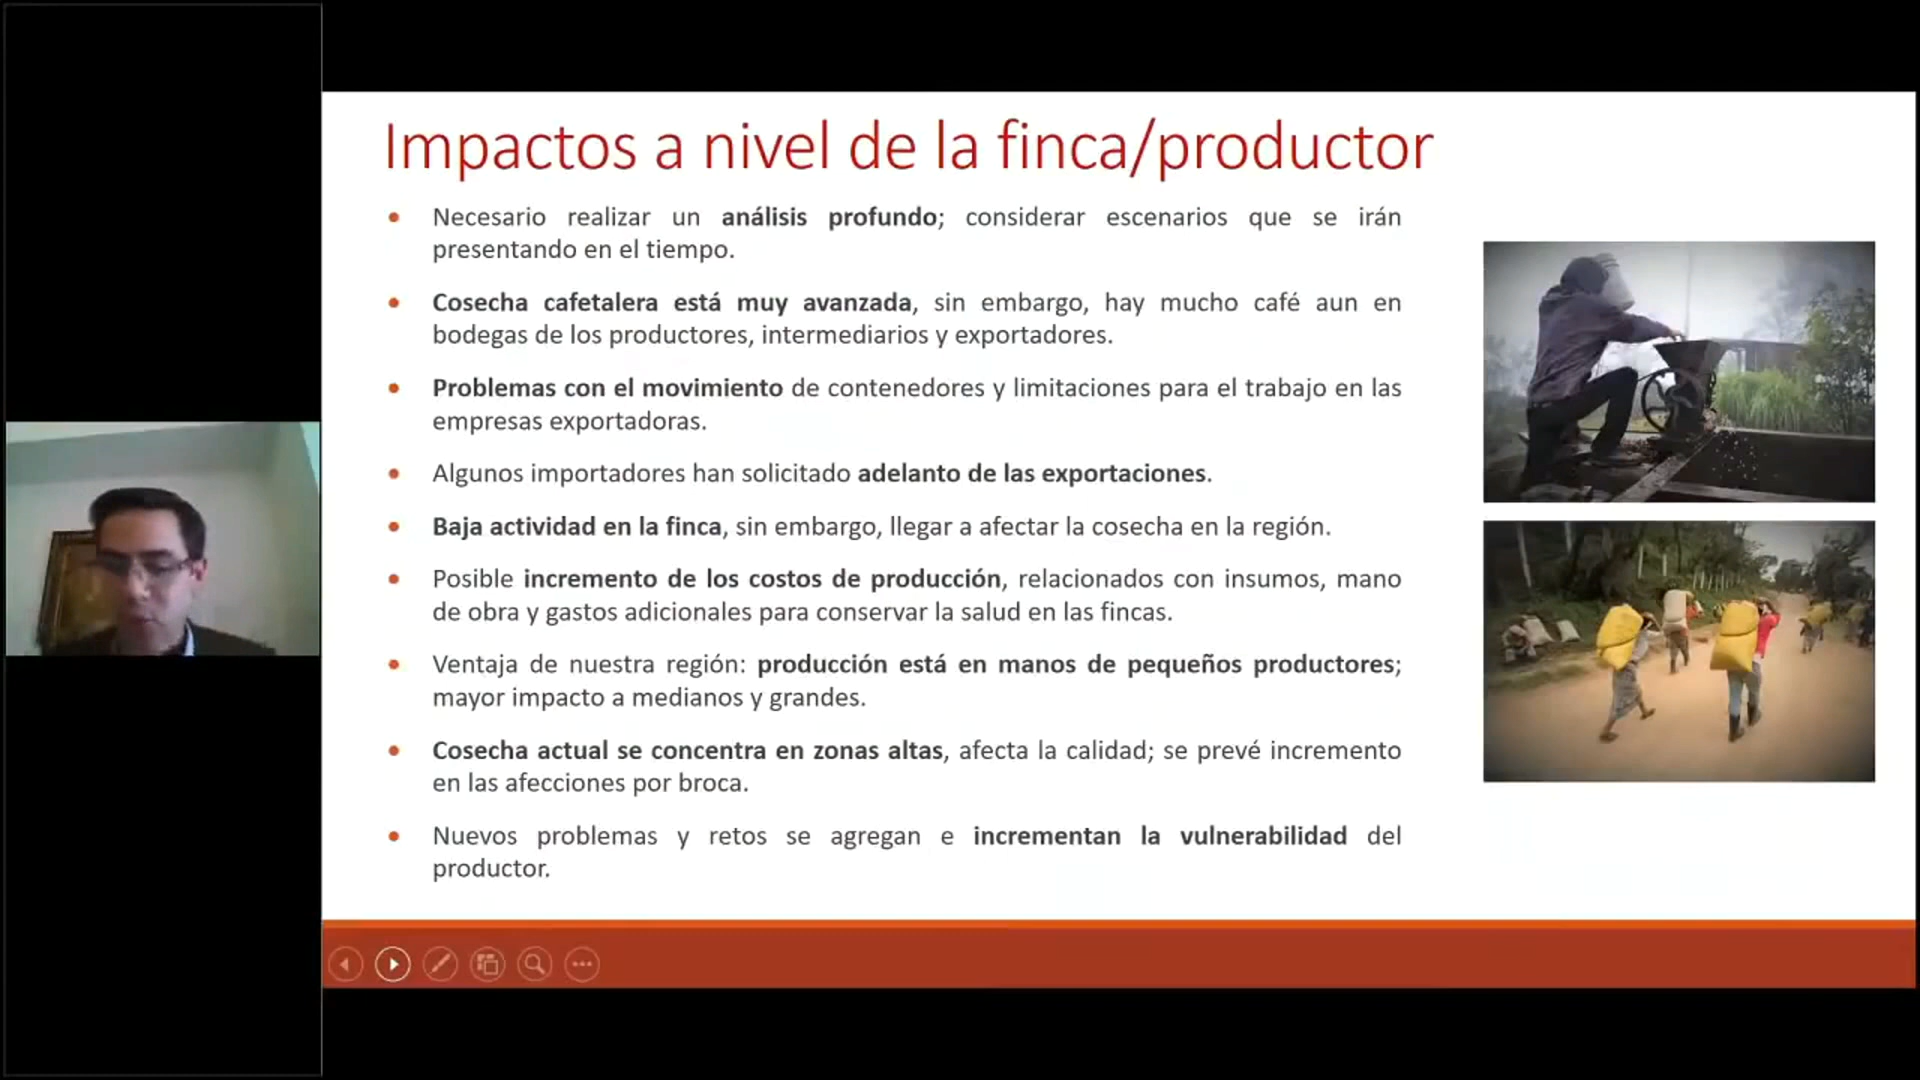 Impactos a nivel de la finca/productor
Necesario realizar un análisis profundo; considerar escenarios que se irán
presentando en el tiempo.
Cosecha cafetalera está muy avanzada, sin embargo, hay mucho café aun en
bodegas de los productores, intermediarios y exportadores.
Problemas con el movimiento de contenedores y limitaciones para el trabajo en las
empresas exportadoras.
Algunos importadores han solicitado adelanto de las exportaciones.
Baja actividad en la finca, sin embargo, llegar a afectar la cosecha en la región.
Posible incremento de los costos de producción, relacionados con insumos, mano
de obra y gastos adicionales para conservar la salud en las fincas.
Ventaja de nuestra región: producción está en manos de pequeños productores;
mayor impacto a medianos y grandes.
Cosecha actual se concentra en zonas altas, afecta la calidad; se prevé incremento
en las afecciones por broca.
Nuevos problemas y retos se agregan e incrementan la vulnerabilidad del
productor.